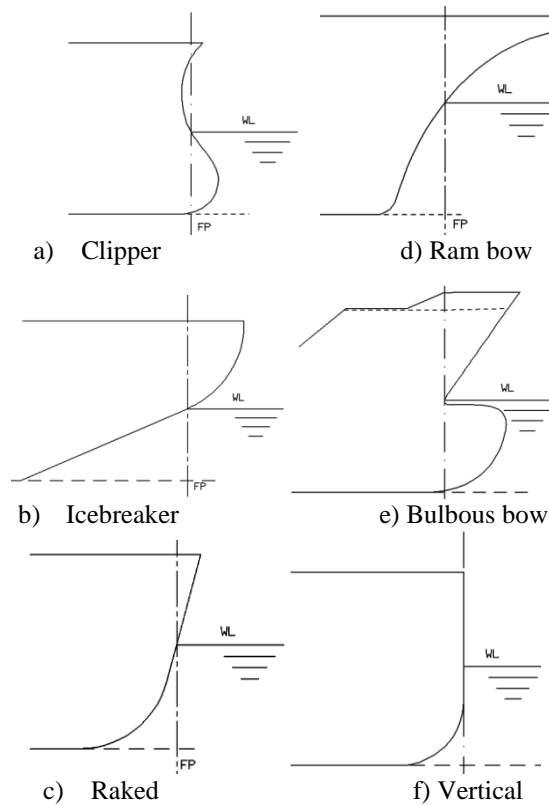 WL
FP
a) Clipper
WL
FP
d) Ram bow
WL
FP
b) Icebreaker
WL
e) Bulbous bow
WL
FP
c) Raked
WL
f) Vertical